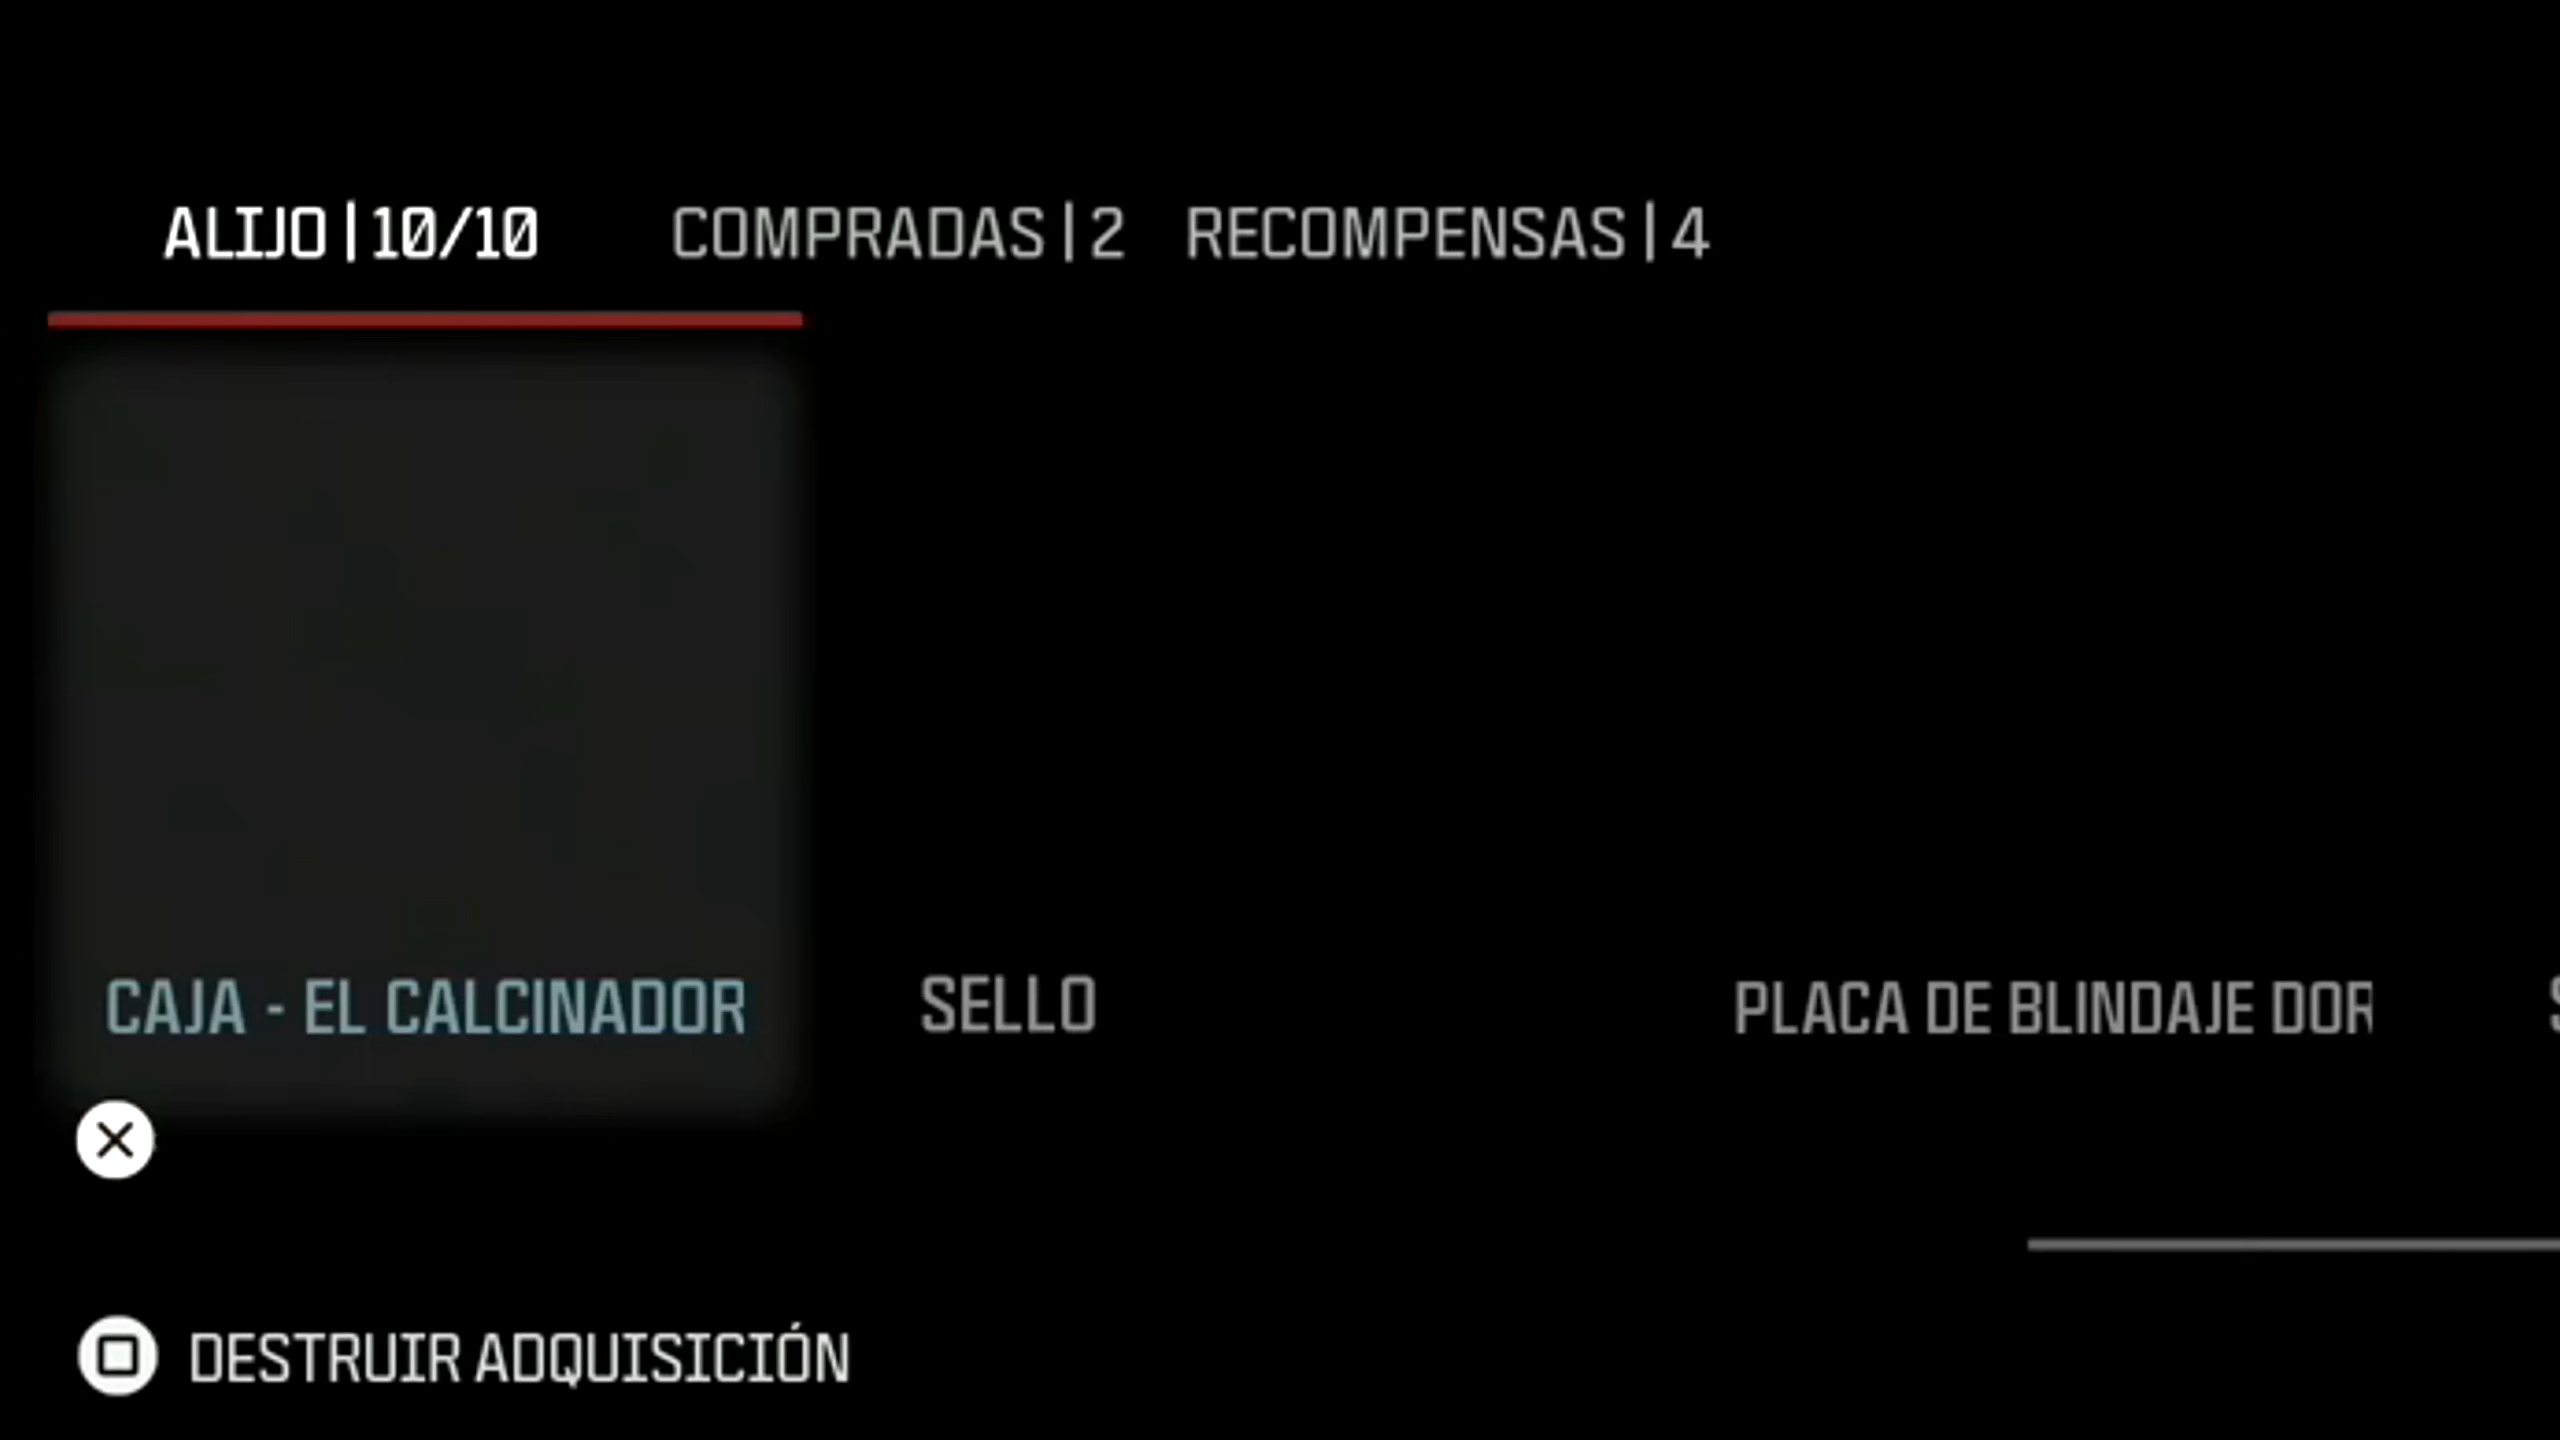 ALIJO | 10/10 COMPRADAS | 2 RECOMPENSAS | 4
CAJA - EL CALCINADOR SELLO PLACA DE BLINDAJE DOR
DESTRUIR ADQUISICIÓN